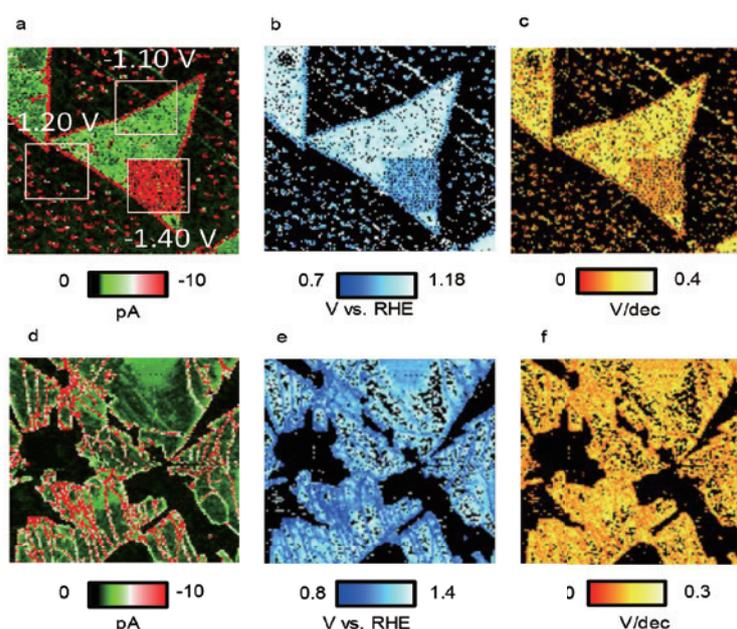 a b c
-1.10 V
-1.20 V
-1.40 V
0 -10
pA
0.7 1.18
V vs. RHE
0 0.4
V/dec
d e f
0 -10
pA
0.8 1.4
V vs. RHE
0 0.3
V/dec